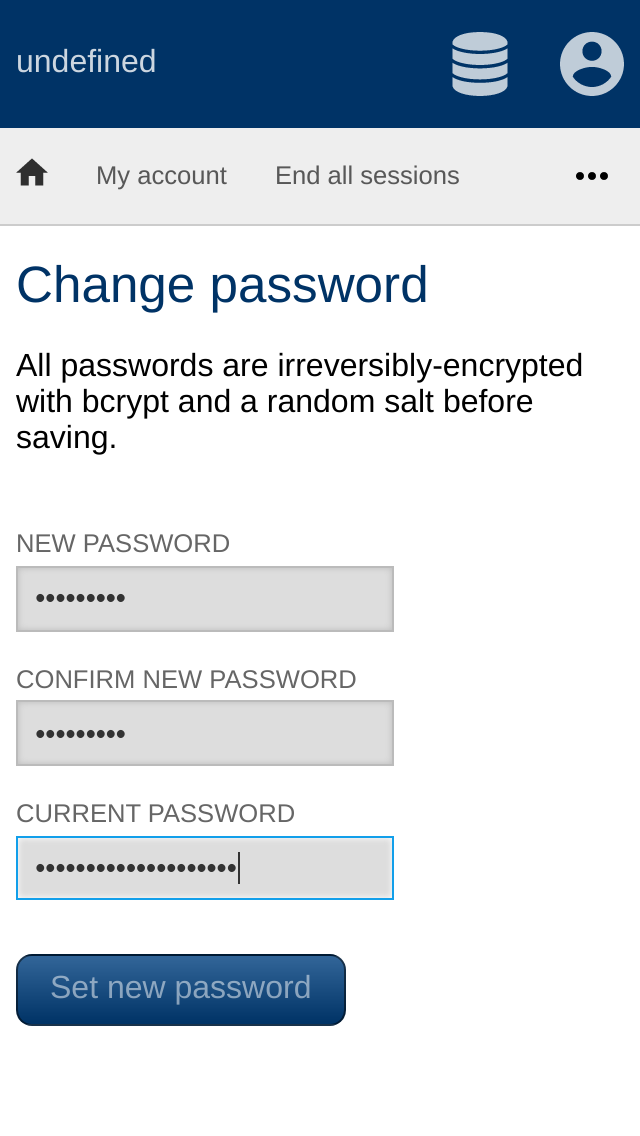 undefined
My account End all sessions •••
Change password
All passwords are irreversibly-encrypted
with bcrypt and a random salt before
saving.
NEW PASSWORD
•••••••••
CONFIRM NEW PASSWORD
•••••••••
CURRENT PASSWORD
••••••••••••••••••••
Set new password